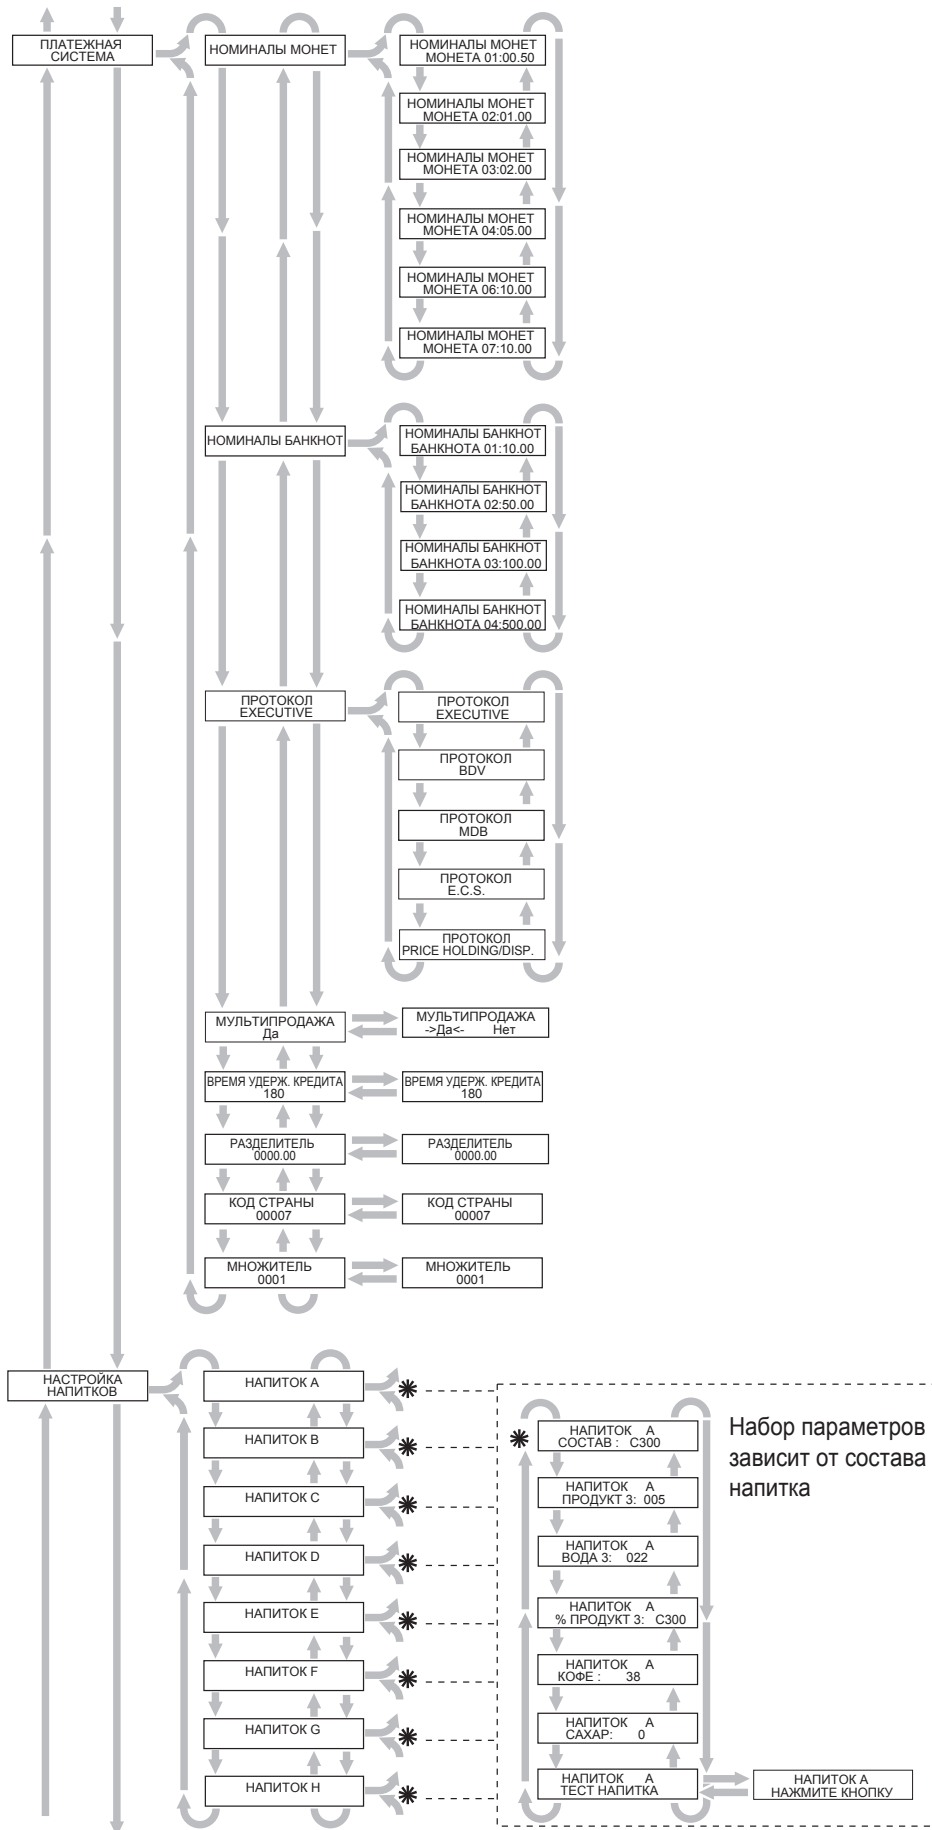 ПЛАТЕЖНАЯ
СИСТЕМА
НОМИНАЛЫ МОНЕТ
НОМИНАЛЫ МОНЕТ
МОНЕТА 01:00.50
НОМИНАЛЫ МОНЕТ
МОНЕТА 02:01.00
НОМИНАЛЫ МОНЕТ
МОНЕТА 03:02.00
НОМИНАЛЫ МОНЕТ
МОНЕТА 04:05.00
НОМИНАЛЫ МОНЕТ
МОНЕТА 06:10.00
НОМИНАЛЫ МОНЕТ
МОНЕТА 07:10.00
НОМИНАЛЫ БАНКНОТ
НОМИНАЛЫ БАНКНОТ
БАНКНОТА 01:10.00
НОМИНАЛЫ БАНКНОТ
БАНКНОТА 02:50.00
НОМИНАЛЫ БАНКНОТ
БАНКНОТА 03:100.00
НОМИНАЛЫ БАНКНОТ
БАНКНОТА 04:500.00
ПРОТОКОЛ
EXECUTIVE
ПРОТОКОЛ
EXECUTIVE
ПРОТОКОЛ
BDV
ПРОТОКОЛ
MDB
ПРОТОКОЛ
E.C.S.
ПРОТОКОЛ
PRICE HOLDING/DISP.
МУЛЬТИПРОДАЖА
Да
МУЛЬТИПРОДАЖА
->Да<- Нет
ВРЕМЯ УДЕРЖ. КРЕДИТА
180
ВРЕМЯ УДЕРЖ. КРЕДИТА
180
РАЗДЕЛИТЕЛЬ
0000.00
РАЗДЕЛИТЕЛЬ
0000.00
КОД СТРАНЫ
00007
КОД СТРАНЫ
00007
МНОЖИТЕЛЬ
0001
МНОЖИТЕЛЬ
0001
НАСТРОЙКА
НАПИТКОВ
НАПИТОК A
НАПИТОК B
НАПИТОК C
НАПИТОК D
НАПИТОК E
НАПИТОК F
НАПИТОК G
НАПИТОК H
НАПИТОК A
СОСТАВ : C300
НАПИТОК A
ПРОДУКТ 3: 005
НАПИТОК A
ВОДА 3: 022
НАПИТОК A
% ПРОДУКТ 3: C300
НАПИТОК A
КОФЕ : 38
НАПИТОК A
САХАР: 0
НАПИТОК A
ТЕСТ НАПИТКА
НАПИТОК A
НАЖМИТЕ КНОПКУ
Набор параметров
зависит от состава
напитка